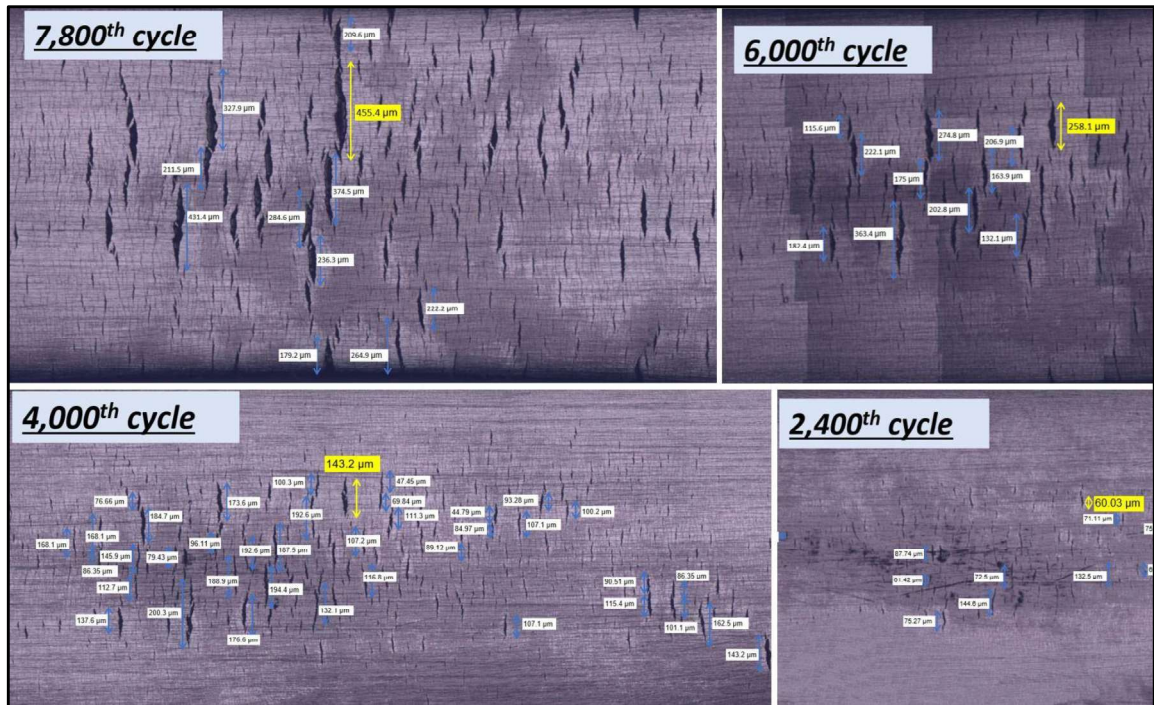 7,800th cycle
209.6 µm
327.9 µm
455.4 µm
211.5 µm
374.5 µm
431.4 µm
284.6 µm
236.3 µm
222.2 µm
179.2 µm
264.9 µm
6,000th cycle
258.1 µm
115.6 µm
274.8 µm
206.9 µm
222.1 µm
175 µm
163.9 µm
202.8 µm
363.4 µm
132.1 µm
182.4 µm
4,000th cycle
143.2 µm
100.3 µm
47.45 µm
76.66 µm
173.6 µm
69.84 µm
93.28 µm
184.7 µm
192.6 µm
111.3 µm
44.79 µm
100.2 µm
168.1 µm
107.1 µm
84.97 µm
168.1 µm
96.11 µm
107.2 µm
192.6 µm
89.12 µm
145.9 µm
79.43 µm
86.35 µm
116.8 µm
112.7 µm
188.9 µm
194.4 µm
90.51 µm
86.35 µm
115.4 µm
200.3 µm
132.1 µm
137.6 µm
107.1 µm
101.1 µm
162.5 µm
176.6 µm
143.2 µm
2,400th cycle
60.03 µm
71.11 µm
75
87.74 µm
72.5 µm
132.5 µm
6
144.6 µm
75.27 µm